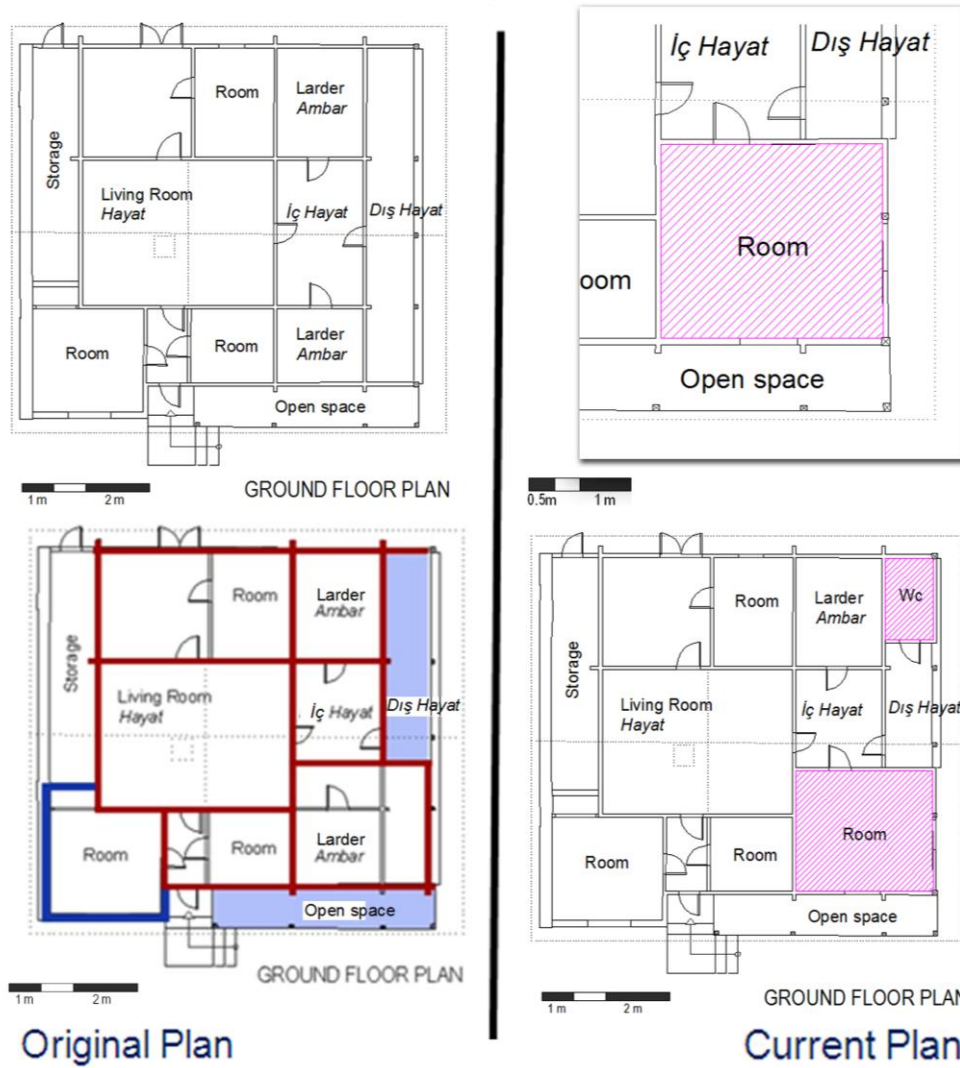 Room
Larder
Ambar
Storage
Living Room
Hayat
İç Hayat
Dış Hayat
Room
Room
Larder
Ambar
Open space
1 m
2 m
GROUND FLOOR PLAN
İç Hayat
Dış Hayat
Room
oom
Open space
0.5m
1 m
Room
Larder
Ambar
Storage
Living Room
Hayat
İç Hayat
Dış Hayat
Room
Room
Larder
Ambar
Open space
GROUND FLOOR PLAN
1 m
2 m
Original Plan
Room
Larder
Ambar
Wc
Storage
Living Room
Hayat
İç Hayat
Dış Hayat
Room
Room
Room
Open space
1 m
2 m
GROUND FLOOR PLAN
Current Plan